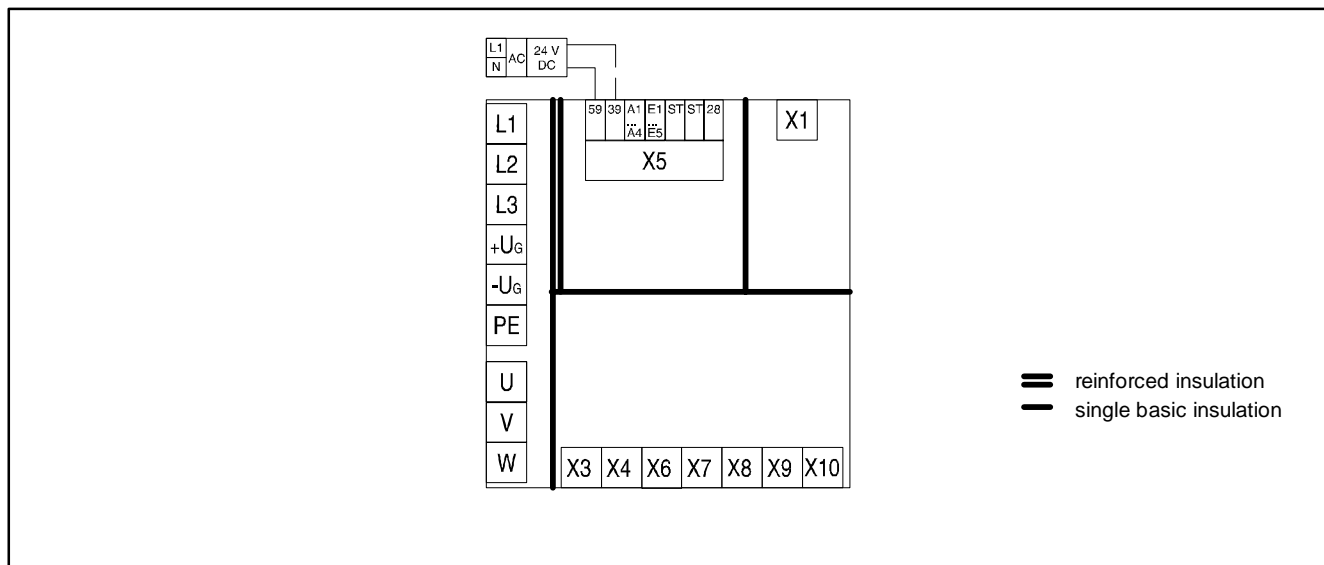 L1
N
AC
24 V
DC
59 39 A1 E1 ST ST 28
... ...
A4 E5
X5
X1
L1
L2
L3
+UG
-UG
PE
U
V
W
X3 X4 X6 X7 X8 X9 X10
reinforced insulation
single basic insulation